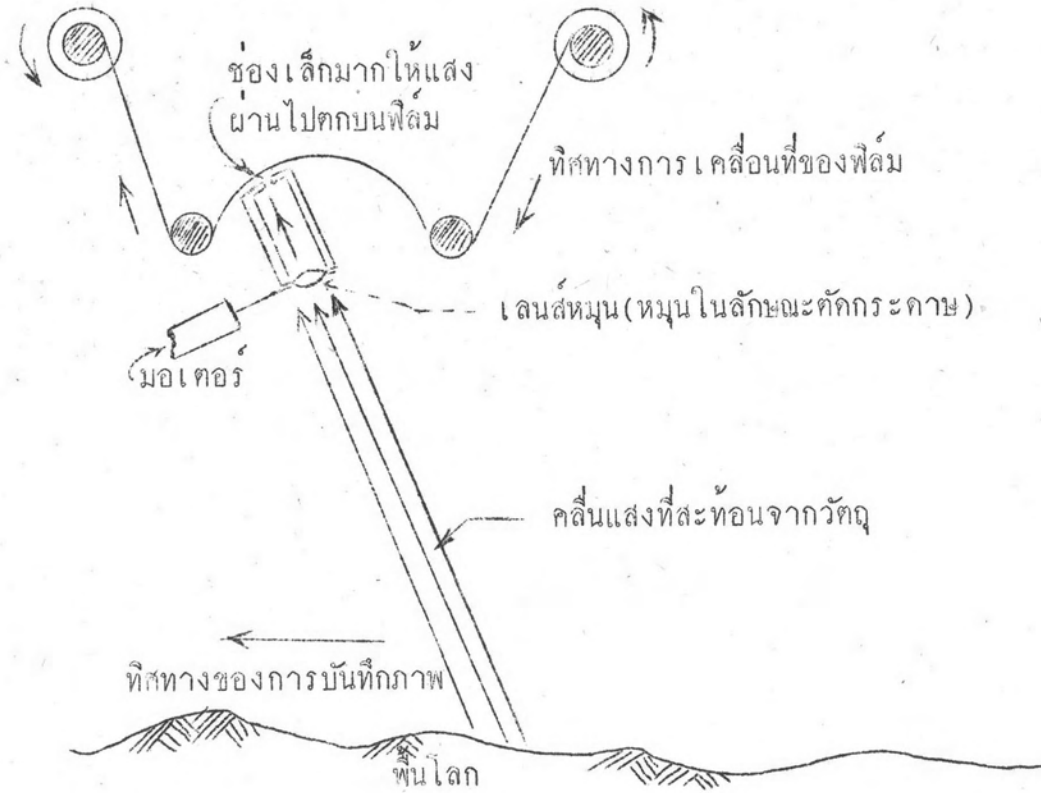 ช่องเล็กมากให้แสง
ผ่านไปตกบนฟิล์ม
ทิศทางการเคลื่อนที่ของฟิล์ม
เลนส์หมุน(หมุนในลักษณะตัดกระดาษ)
มอเตอร์
คลื่นแสงที่สะท้อนจากวัตถุ
ทิศทางของการบันทึกภาพ
พื้นโลก